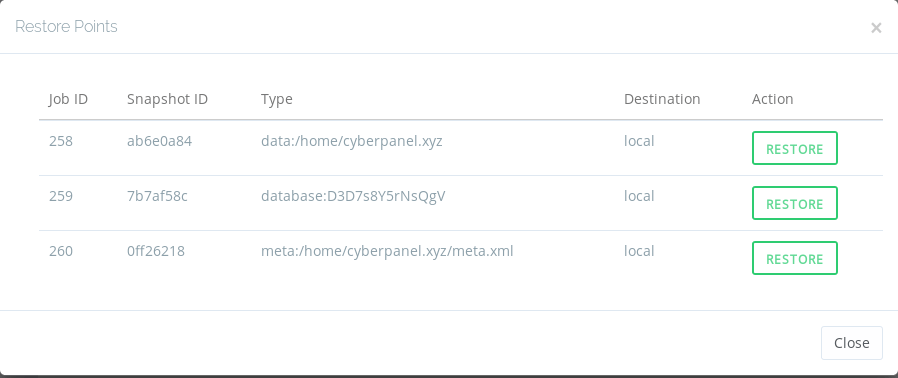 Restore Points ×
Job ID Snapshot ID Type Destination Action
258 ab6e0a84 data:/home/cyberpanel.xyz local RESTORE
259 7b7af58c database:D3D7s8Y5rNsQgV local RESTORE
260 0ff26218 meta:/home/cyberpanel.xyz/meta.xml local RESTORE
Close